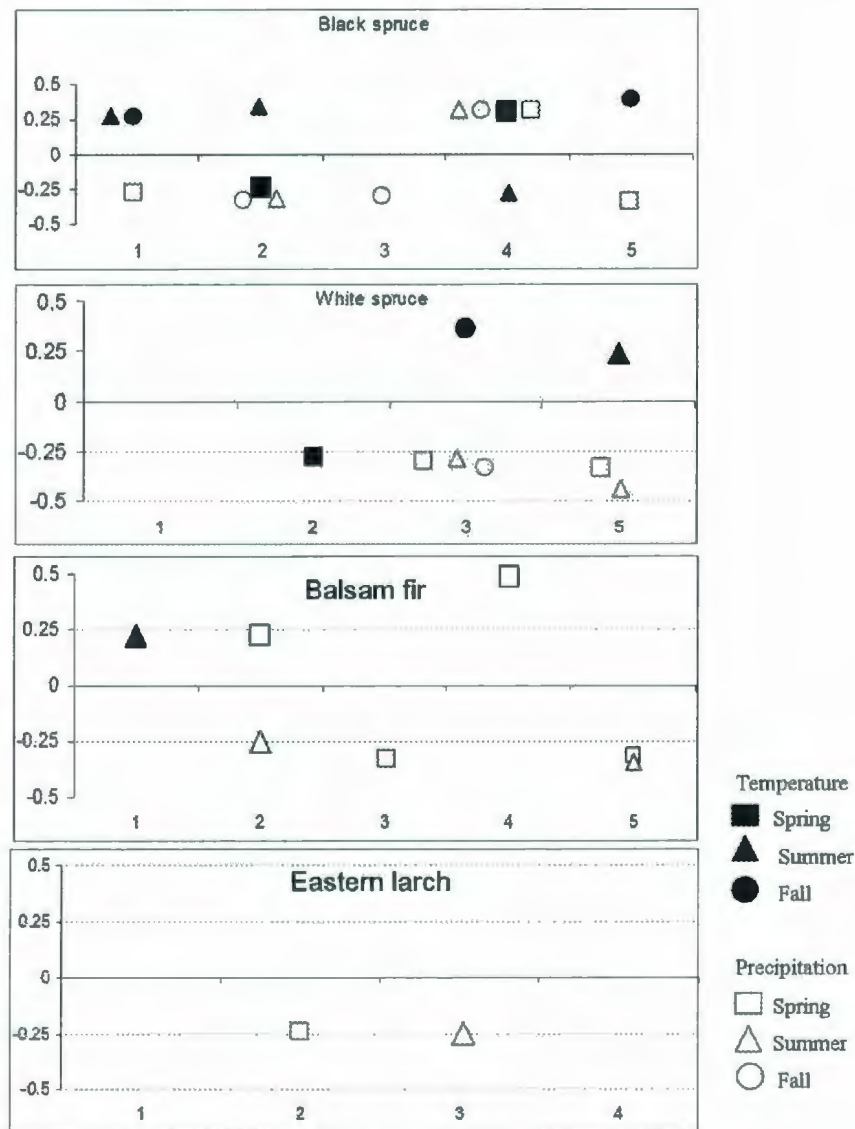 Black spruce
0.5
0.25
0
-0.25
-0.5
1 2 3 4 5
White spruce
0.5
0.25
0
-0.25
-0.5
1 2 3 5
Balsam fir
0.5
0.25
0
-0.25
-0.5
1 2 3 4 5
Eastern larch
0.5
0.25
0
-0.25
-0.5
1 2 3 4
Temperature
Spring
Summer
Fall
Precipitation
Spring
Summer
Fall